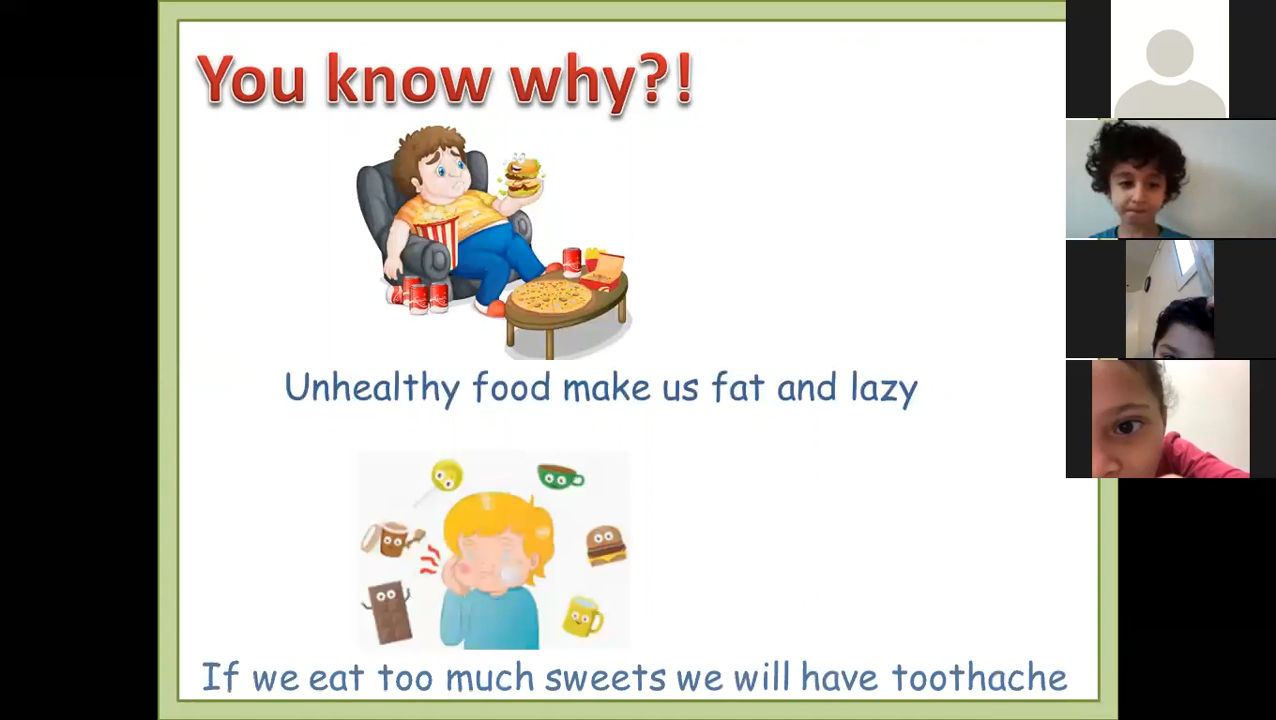 You know why?!
Unhealthy food make us fat and lazy
If we eat too much sweets we will have toothache